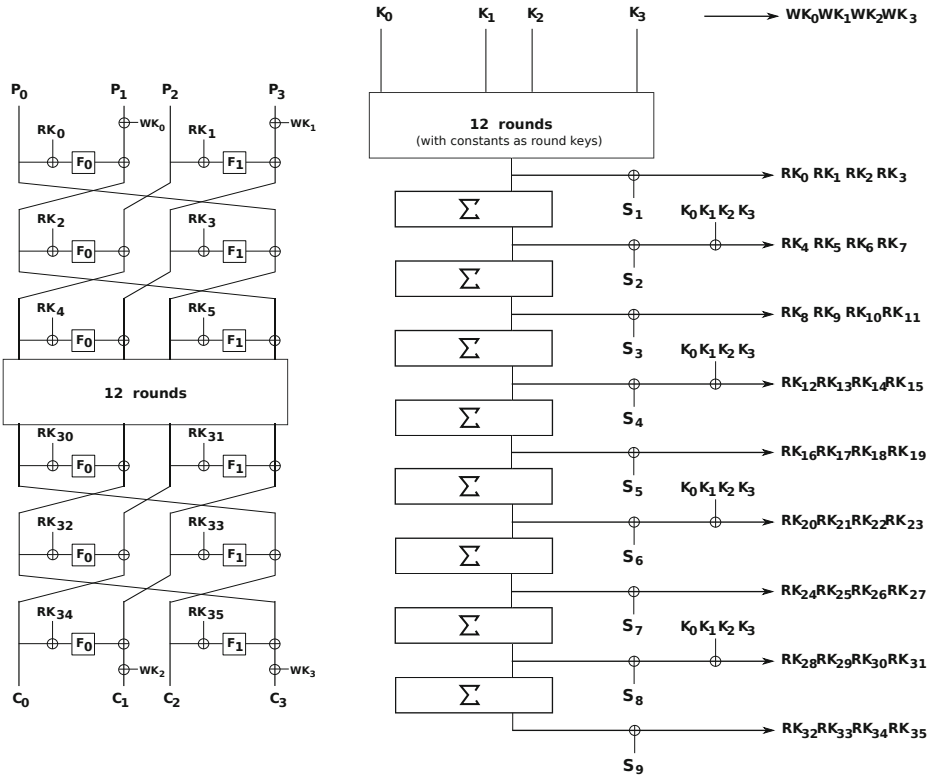 P0 P1 P2 P3
WK0 WK1
RK0 RK1
F0 F1
RK2 RK3
F0 F1
RK4 RK5
F0 F1
12 rounds
RK30 RK31
F0 F1
RK32 RK33
F0 F1
RK34 RK35
F0 F1
WK2 WK3
C0 C1 C2 C3
K0 K1 K2 K3
WK0WK1WK2WK3
12 rounds
(with constants as round keys)
RK0 RK1 RK2 RK3
S1
Σ
K0K1K2K3
RK4 RK5 RK6 RK7
S2
Σ
RK8 RK9 RK10RK11
S3
Σ
K0K1K2K3
RK12RK13RK14RK15
S4
Σ
RK16RK17RK18RK19
S5
Σ
K0K1K2K3
RK20RK21RK22RK23
S6
Σ
RK24RK25RK26RK27
S7
Σ
K0K1K2K3
RK28RK29RK30RK31
S8
Σ
RK32RK33RK34RK35
S9